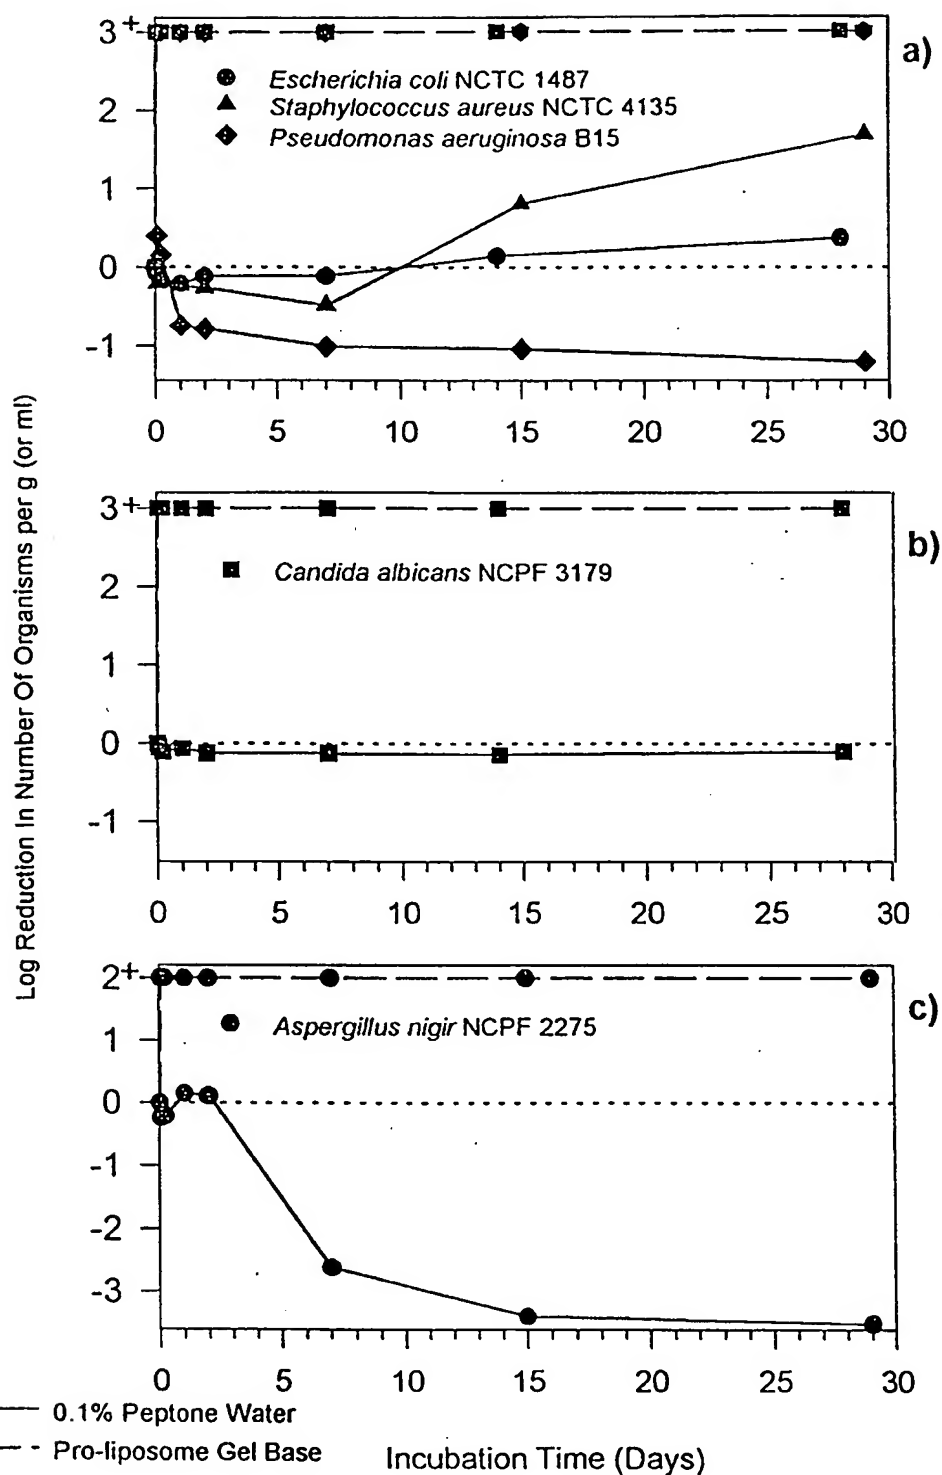 Log Reduction In Number Of Organisms per g (or ml)
a)
3+
2
1
0
-1
Escherichia coli NCTC 1487
Staphylococcus aureus NCTC 4135
Pseudomonas aeruginosa B15
0 5 10 15 20 25 30
b)
3+
2
1
0
-1
Candida albicans NCPF 3179
0 5 10 15 20 25 30
c)
2+
1
0
-1
-2
-3
Aspergillus nigir NCPF 2275
0 5 10 15 20 25 30
0.1% Peptone Water
Pro-liposome Gel Base
Incubation Time (Days)